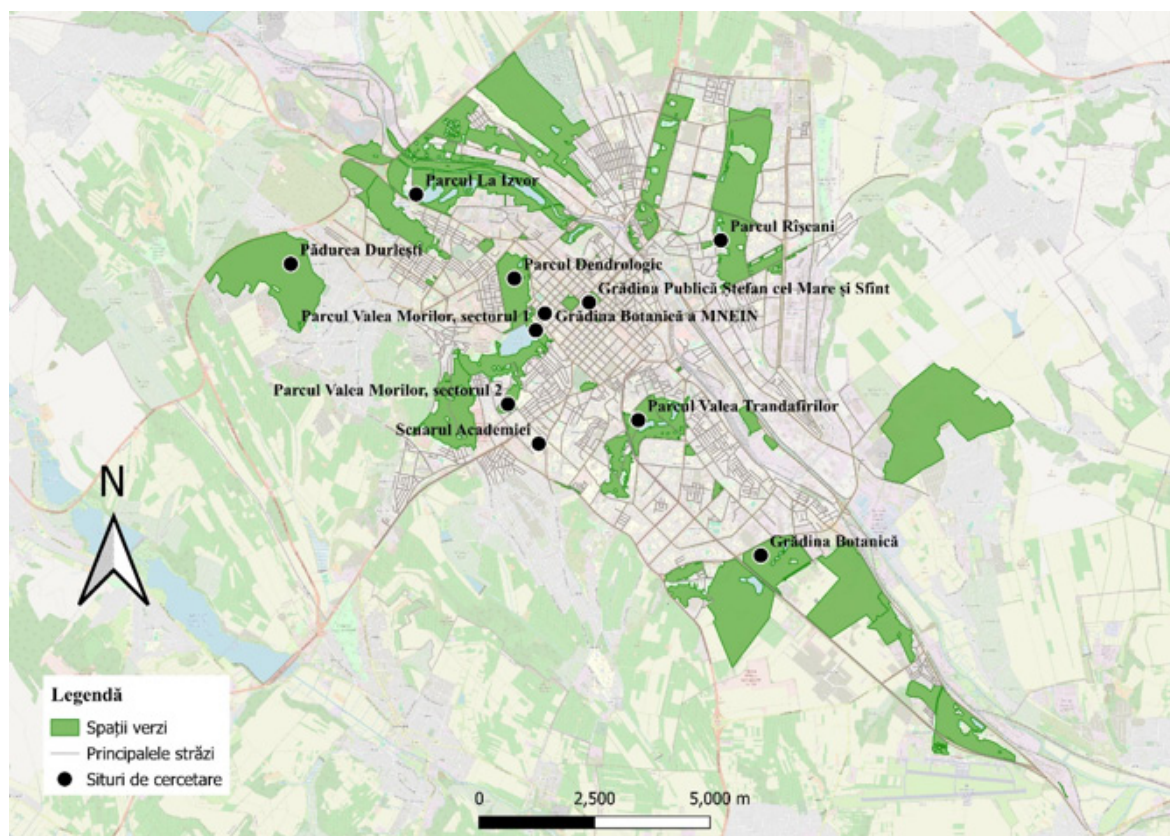 Parcul La Izvor
Parcul Rîșcani
Pădurea Durlești
Parcul Dendrologic
Grădina Publică Ștefan cel Mare și Sfînt
Parcul Valea Morilor, sectorul 1
Grădina Botanică a MNEIN
Parcul Valea Morilor, sectorul 2
Parcul Valea Trandafirilor
Scuarul Academiei
N
Grădina Botanică
Legendă
Spații verzi
Principalele străzi
Situri de cercetare
0 2,500 5,000 m